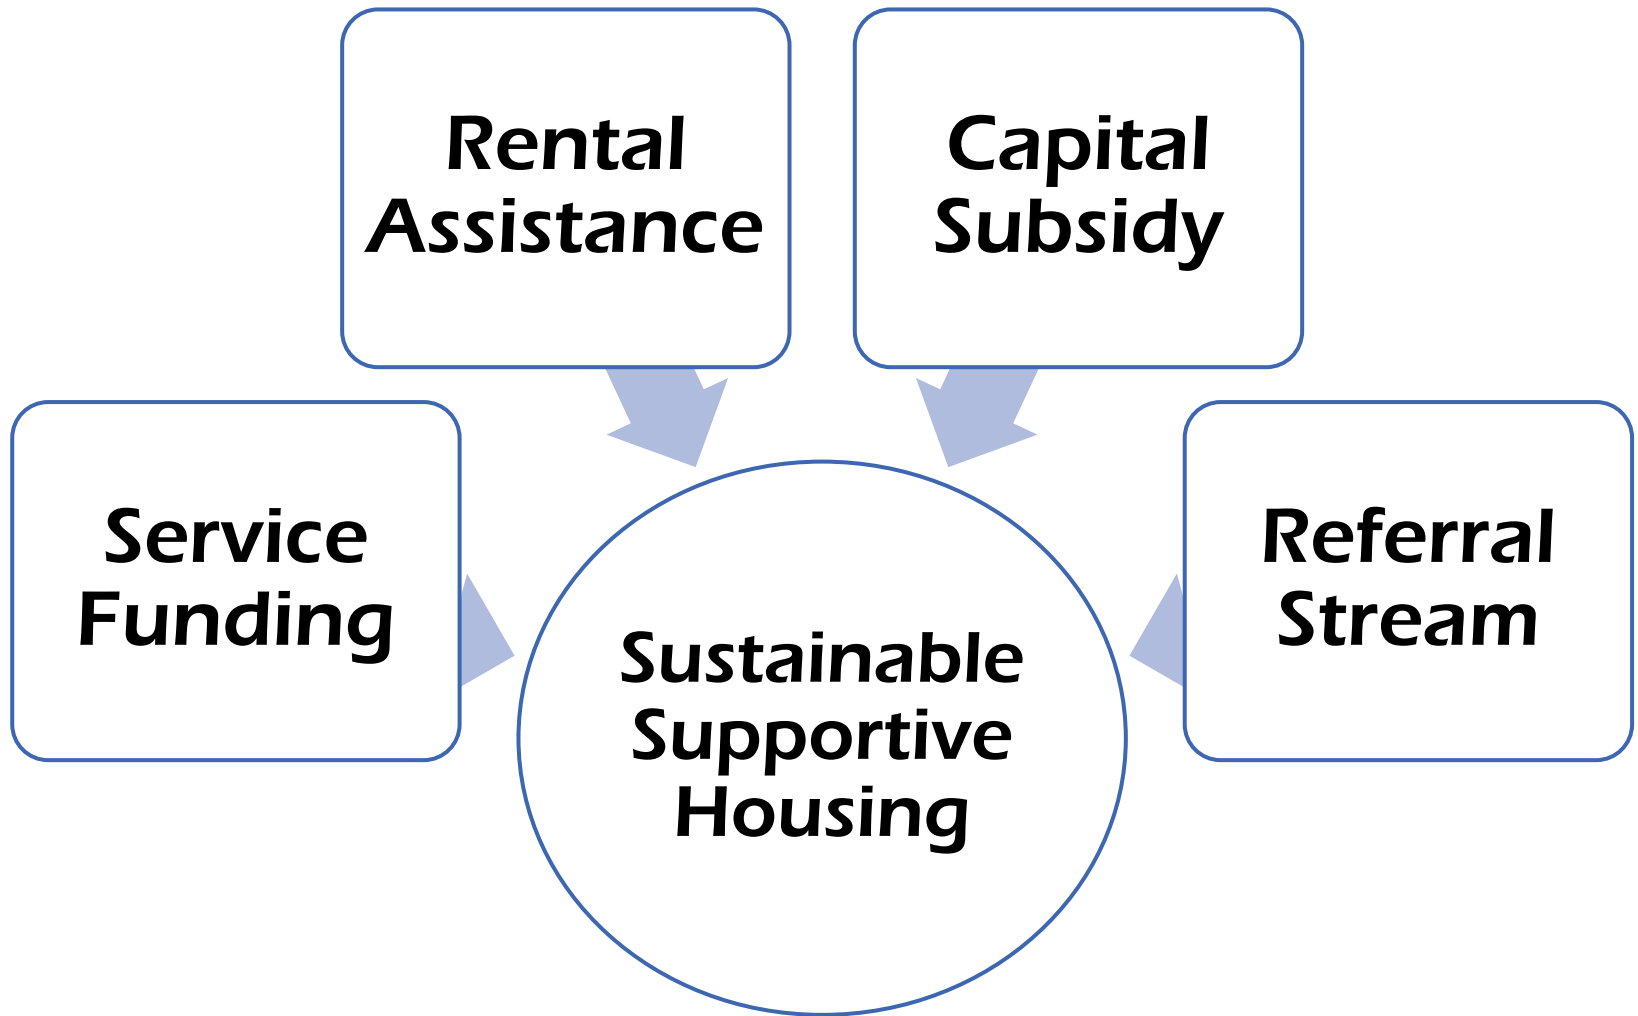 Rental
Assistance
Capital
Subsidy
Service
Funding
Referral
Stream
Sustainable
Supportive
Housing